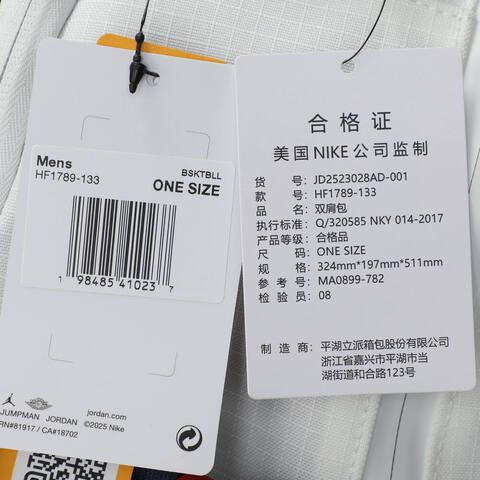 Mens
HF1789-133
BSKTBLL
ONE SIZE
1 98485 41023 7
JUMPMAN JORDAN
RN#81917 / CA#18702
jordan.com
©2025 Nike
合格证
美国NIKE公司监制
货 号: JD2523028AD-001
款 号: HF1789-133
品 名: 双肩包
执行标准: Q/320585 NKY 014-2017
产品等级: 合格品
尺 码: ONE SIZE
规 格: 324mm*197mm*511mm
参 考 号: MA0899-782
检 验 员: 08
制 造 商: 平湖立派箱包股份有限公司
浙江省嘉兴市平湖市当
湖街道和合路123号